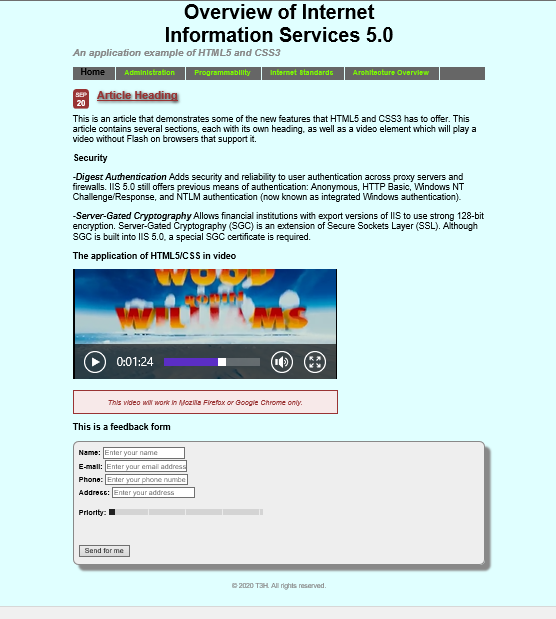 Overview of Internet
Information Services 5.0
An application example of HTML5 and CSS3
Home Administration Programmability Internet Standards Architecture Overview
SEP
20
Article Heading
This is an article that demonstrates some of the new features that HTML5 and CSS3 has to offer. This
article contains several sections, each with its own heading, as well as a video element which will play a
video without Flash on browsers that support it.
Security
-Digest Authentication Adds security and reliability to user authentication across proxy servers and
firewalls. IIS 5.0 still offers previous means of authentication: Anonymous, HTTP Basic, Windows NT
Challenge/Response, and NTLM authentication (now known as integrated Windows authentication).
-Server-Gated Cryptography Allows financial institutions with export versions of IIS to use strong 128-bit
encryption. Server-Gated Cryptography (SGC) is an extension of Secure Sockets Layer (SSL). Although
SGC is built into IIS 5.0, a special SGC certificate is required.
The application of HTML5/CSS in video
WOOD
WILLIAMS
0:01:24
This video will work in Mozilla Firefox or Google Chrome only.
This is a feedback form
Name: Enter your name
E-mail: Enter your email address
Phone: Enter your phone numbe
Address: Enter your address
Priority:
Send for me
© 2020 T3H. All rights reserved.